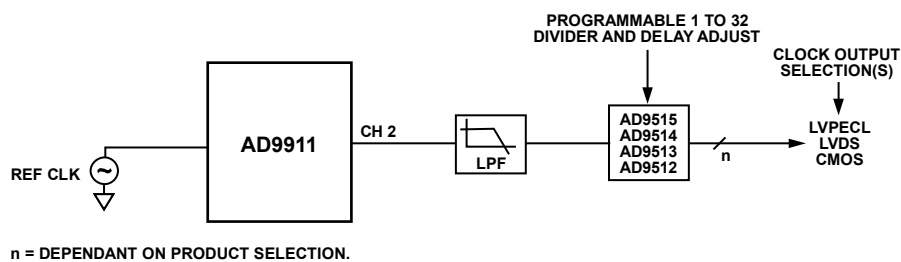 PROGRAMMABLE 1 TO 32
DIVIDER AND DELAY ADJUST
CLOCK OUTPUT
SELECTION(S)
AD9911
CH 2
REF CLK
LPF
AD9515
AD9514
AD9513
AD9512
n
LVPECL
LVDS
CMOS
n = DEPENDANT ON PRODUCT SELECTION.